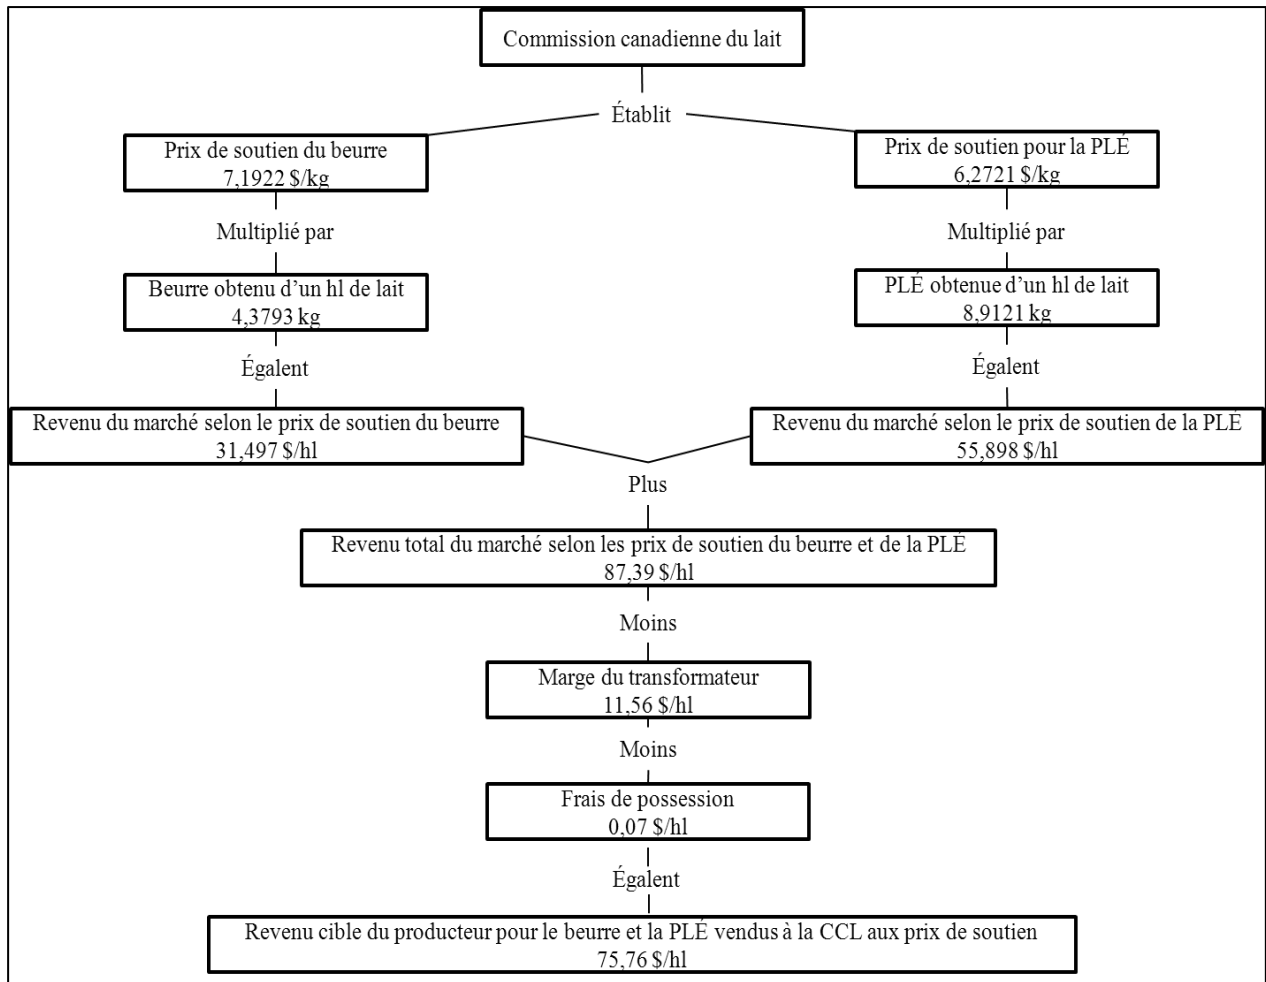 Commission canadienne du lait
Établit
Prix de soutien du beurre
7,1922 $/kg
Prix de soutien pour la PLÉ
6,2721 $/kg
Multiplié par
Multiplié par
Beurre obtenu d’un hl de lait
4,3793 kg
PLÉ obtenue d’un hl de lait
8,9121 kg
Égalent
Égalent
Revenu du marché selon le prix de soutien du beurre
31,497 $/hl
Revenu du marché selon le prix de soutien de la PLÉ
55,898 $/hl
Plus
Revenu total du marché selon les prix de soutien du beurre et de la PLÉ
87,39 $/hl
Moins
Marge du transformateur
11,56 $/hl
Moins
Frais de possession
0,07 $/hl
Égalent
Revenu cible du producteur pour le beurre et la PLÉ vendus à la CCL aux prix de soutien
75,76 $/hl